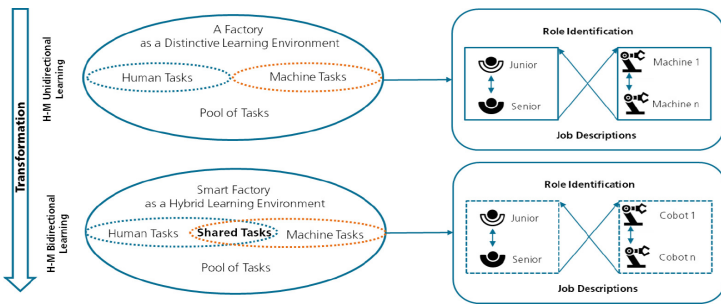 Transformation
H-M Unidirectional
Learning
A Factory
as a Distinctive Learning Environment
Human Tasks
Machine Tasks
Pool of Tasks
Role Identification
Junior
Senior
Machine 1
Machine n
Job Descriptions
H-M Bidirectional
Learning
Smart Factory
as a Hybrid Learning Environment
Human Tasks
Shared Tasks
Machine Tasks
Pool of Tasks
Role Identification
Junior
Senior
Cobot 1
Cobot n
Job Descriptions